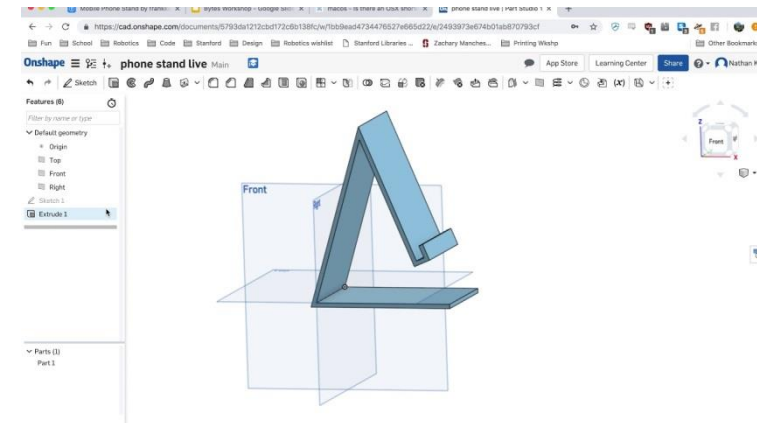 Mobile Phone Stand by frames
Bytes Workshop - Google Slid
macos - Is there an OSX short
phone stand live | Part Studio 1
https://cad.onshape.com/documents/5793da1212cbd172c6b138fc/w/1bb9ead4734476527e665d22/e/2493973e674b01ab870793cf
Fun School Robotics Code Stanford Design Robotics wishlist Stanford Libraries ... Zachary Manches... Printing Wkshp Other Bookmark
Onshape phone stand live Main App Store Learning Center Share Nathan K
Sketch (x)
Features (6)
Filter by name or type
Default geometry
Origin
Top
Front
Right
Sketch 1
Extrude 1
Front
Z
Front
X
Parts (1)
Part 1